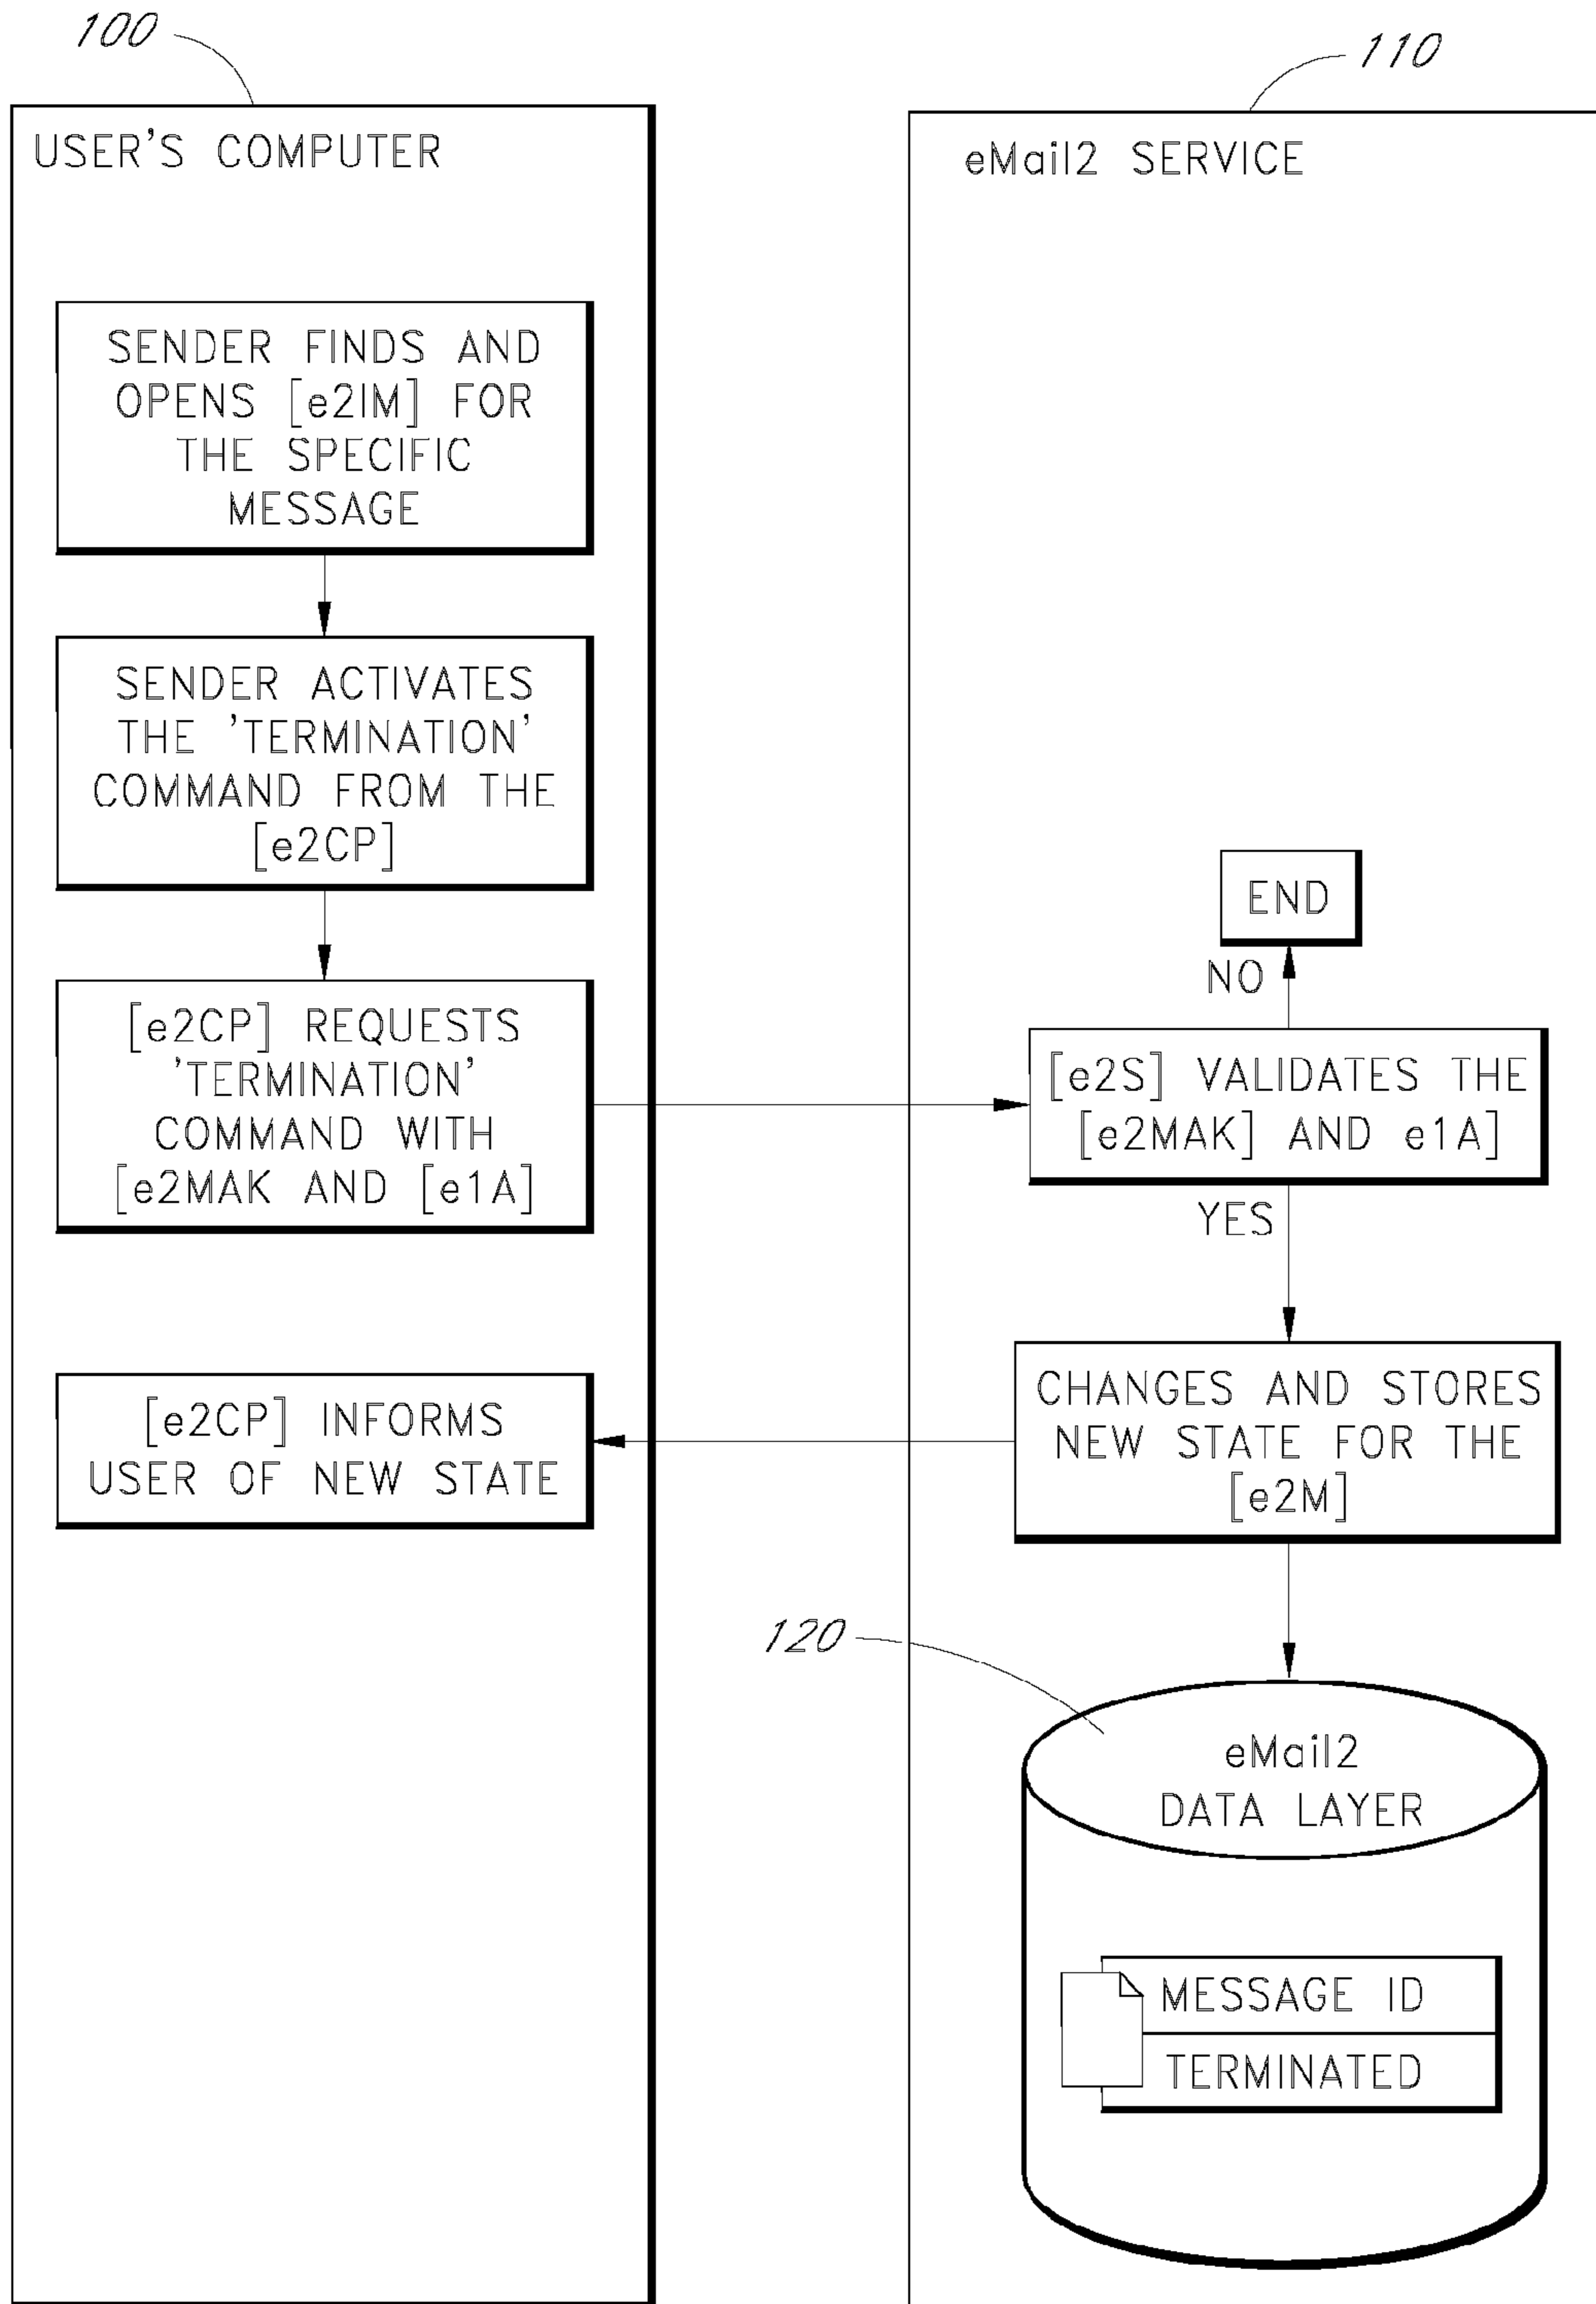 100
110
USER'S COMPUTER
eMail2 SERVICE
SENDER FINDS AND
OPENS [e2IM] FOR
THE SPECIFIC
MESSAGE
SENDER ACTIVATES
THE 'TERMINATION'
COMMAND FROM THE
[e2CP]
[e2CP] REQUESTS
'TERMINATION'
COMMAND WITH
[e2MAK AND [e1A]
END
NO
[e2S] VALIDATES THE
[e2MAK] AND e1A]
YES
CHANGES AND STORES
NEW STATE FOR THE
[e2M]
[e2CP] INFORMS
USER OF NEW STATE
120
eMail2
DATA LAYER
MESSAGE ID
TERMINATED